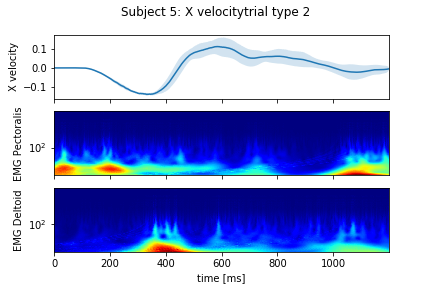 Subject 5: X velocitytrial type 2
X velocity
0.1
0.0
−0.1
EMG Pectoralis
10²
EMG Deltoid
10²
0 200 400 600 800 1000
time [ms]